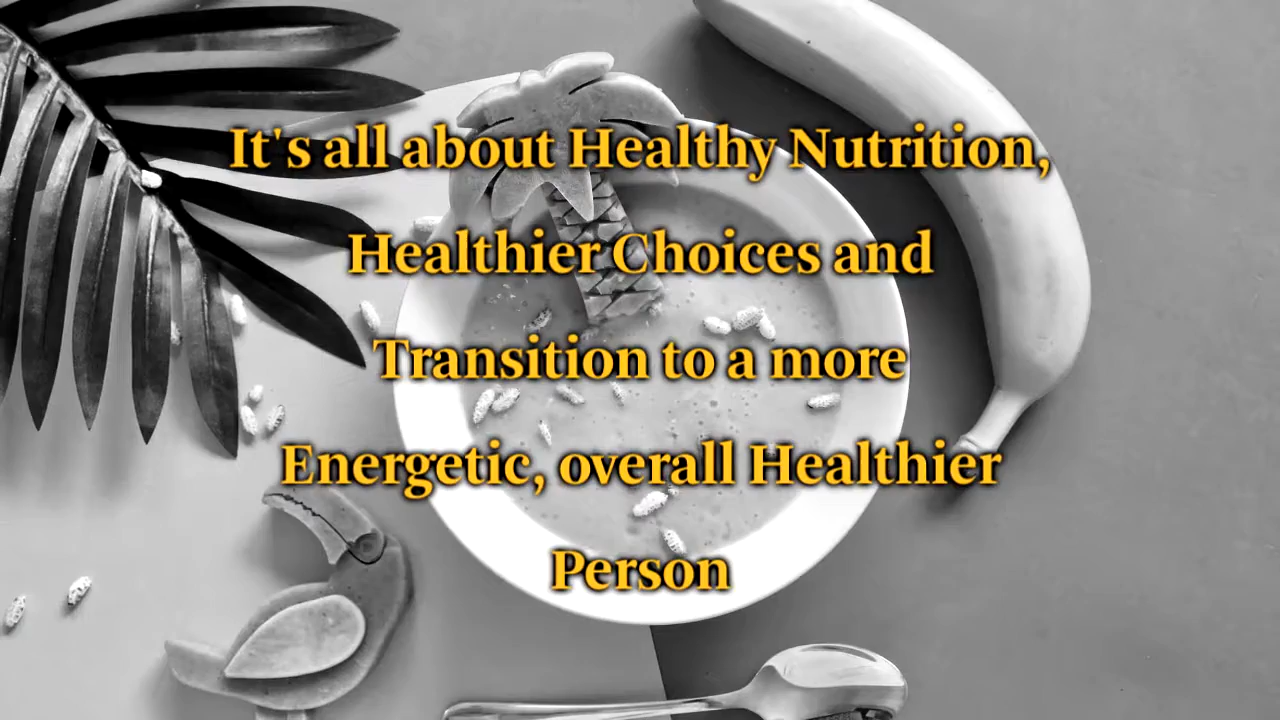 It's all about Healthy Nutrition,
Healthier Choices and
Transition to a more
Energetic, overall Healthier
Person